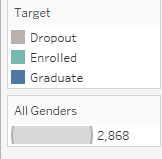 Target
Dropout
Enrolled
Graduate
All Genders
2,868